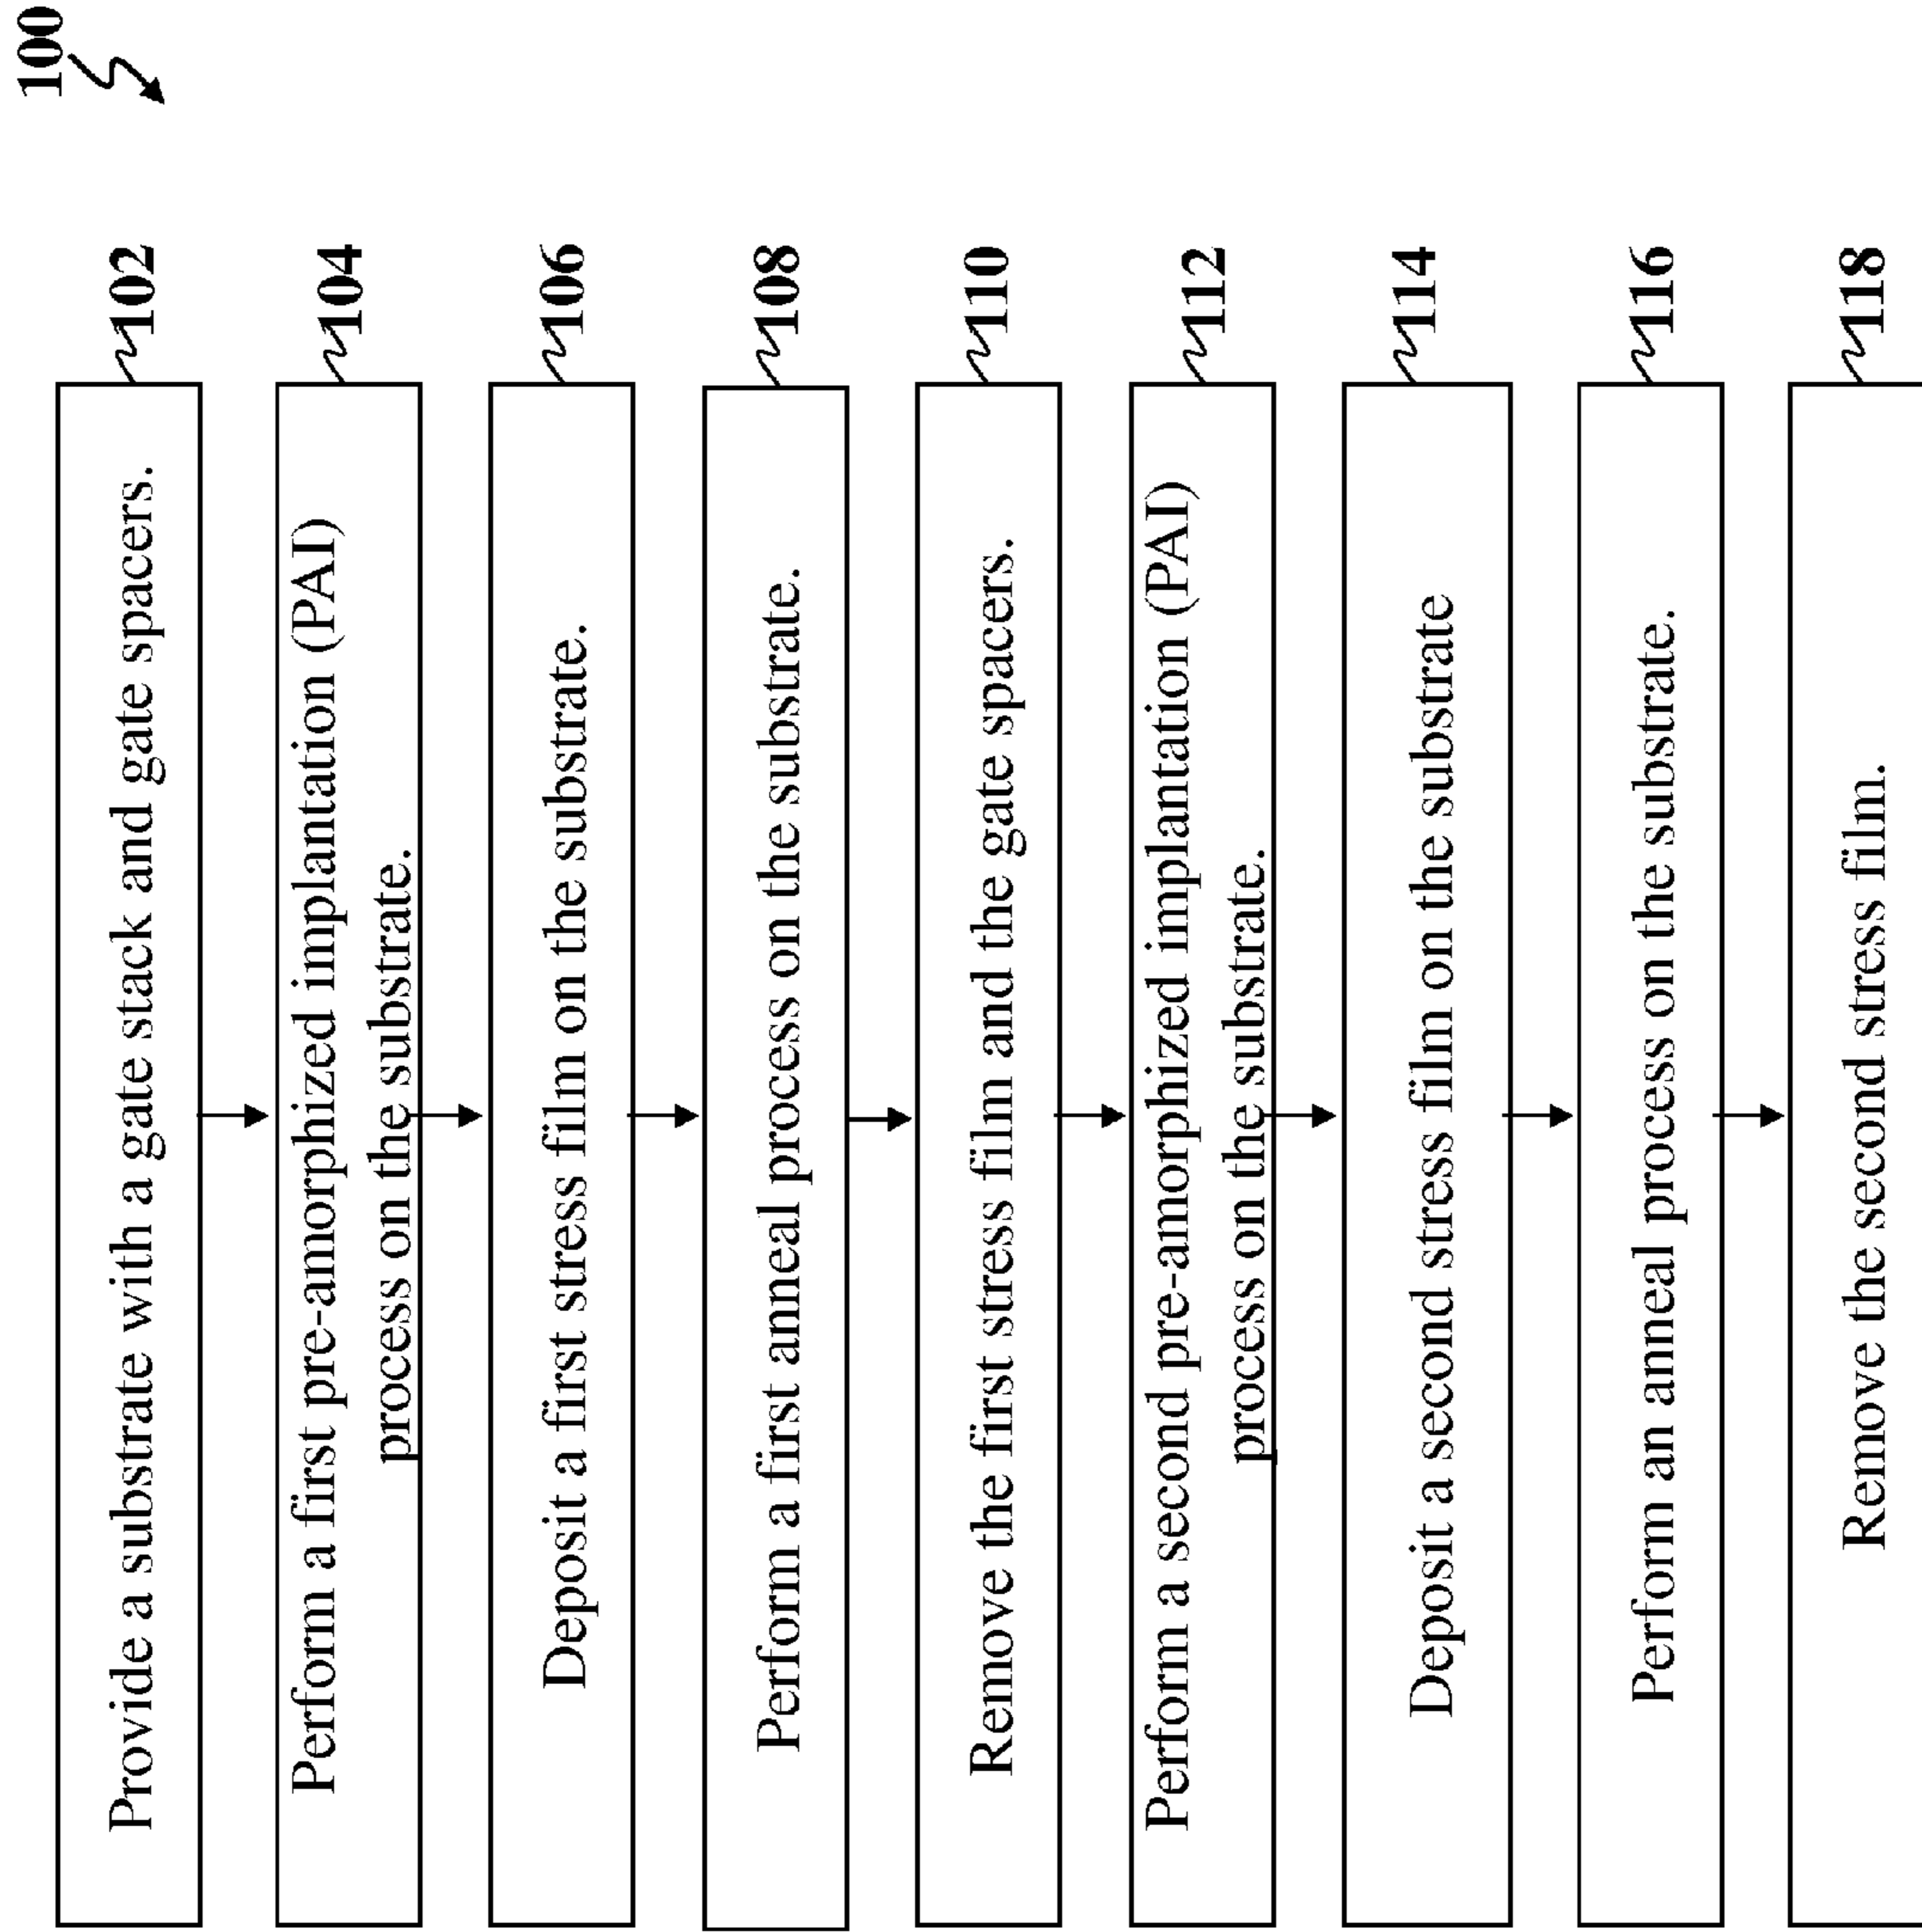 100
Provide a substrate with a gate stack and gate spacers.
102
Perform a first pre-amorphized implantation (PAI)
process on the substrate.
104
Deposit a first stress film on the substrate.
106
Perform a first anneal process on the substrate.
108
Remove the first stress film and the gate spacers.
110
Perform a second pre-amorphized implantation (PAI)
process on the substrate.
112
Deposit a second stress film on the substrate
114
Perform an anneal process on the substrate.
116
Remove the second stress film.
118